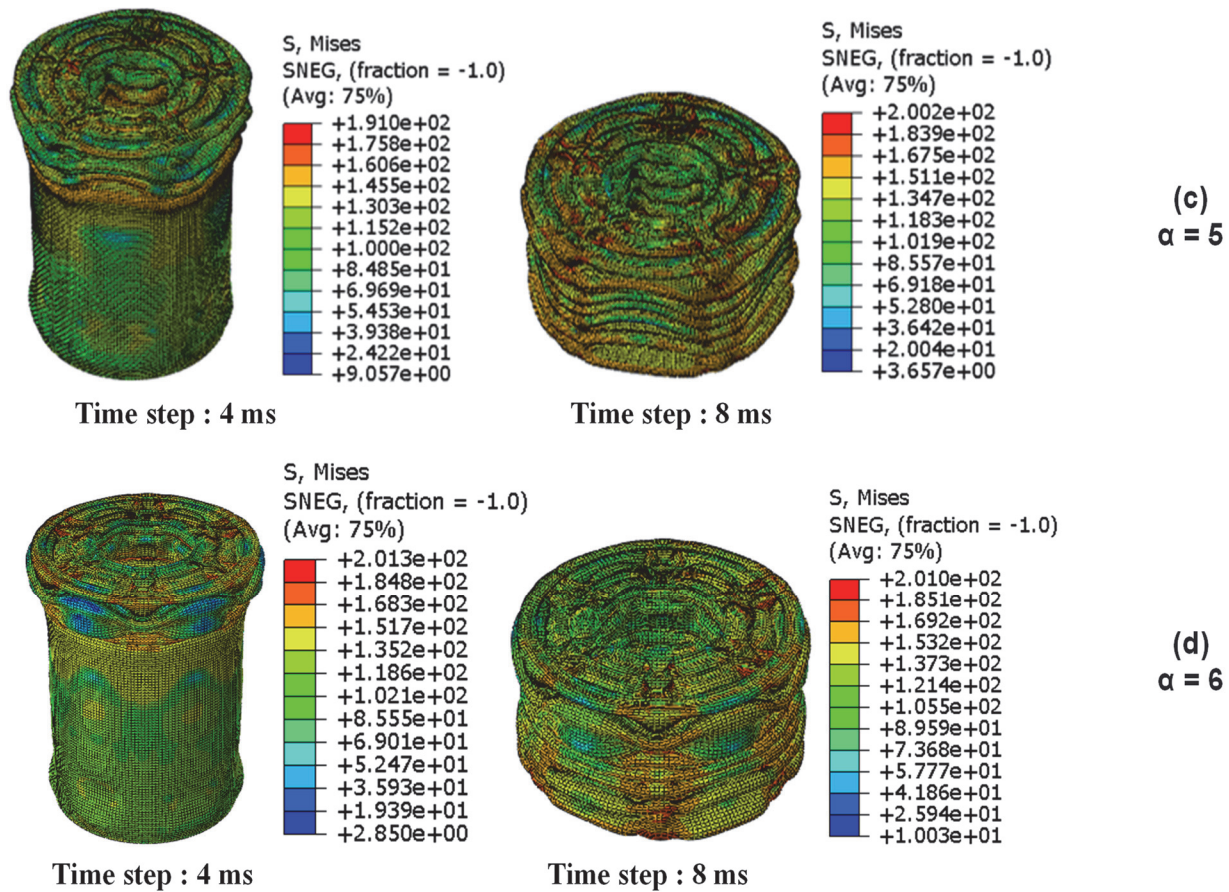 S, Mises
SNEG, (fraction = -1.0)
(Avg: 75%)
+1.910e+02
+1.758e+02
+1.606e+02
+1.455e+02
+1.303e+02
+1.152e+02
+1.000e+02
+8.485e+01
+6.969e+01
+5.453e+01
+3.938e+01
+2.422e+01
+9.057e+00
Time step : 4 ms
S, Mises
SNEG, (fraction = -1.0)
(Avg: 75%)
+2.002e+02
+1.839e+02
+1.675e+02
+1.511e+02
+1.347e+02
+1.183e+02
+1.019e+02
+8.557e+01
+6.918e+01
+5.280e+01
+3.642e+01
+2.004e+01
+3.657e+00
Time step : 8 ms
(c)
α = 5
S, Mises
SNEG, (fraction = -1.0)
(Avg: 75%)
+2.013e+02
+1.848e+02
+1.683e+02
+1.517e+02
+1.352e+02
+1.186e+02
+1.021e+02
+8.555e+01
+6.901e+01
+5.247e+01
+3.593e+01
+1.939e+01
+2.850e+00
Time step : 4 ms
S, Mises
SNEG, (fraction = -1.0)
(Avg: 75%)
+2.010e+02
+1.851e+02
+1.692e+02
+1.532e+02
+1.373e+02
+1.214e+02
+1.055e+02
+8.959e+01
+7.368e+01
+5.777e+01
+4.186e+01
+2.594e+01
+1.003e+01
Time step : 8 ms
(d)
α = 6